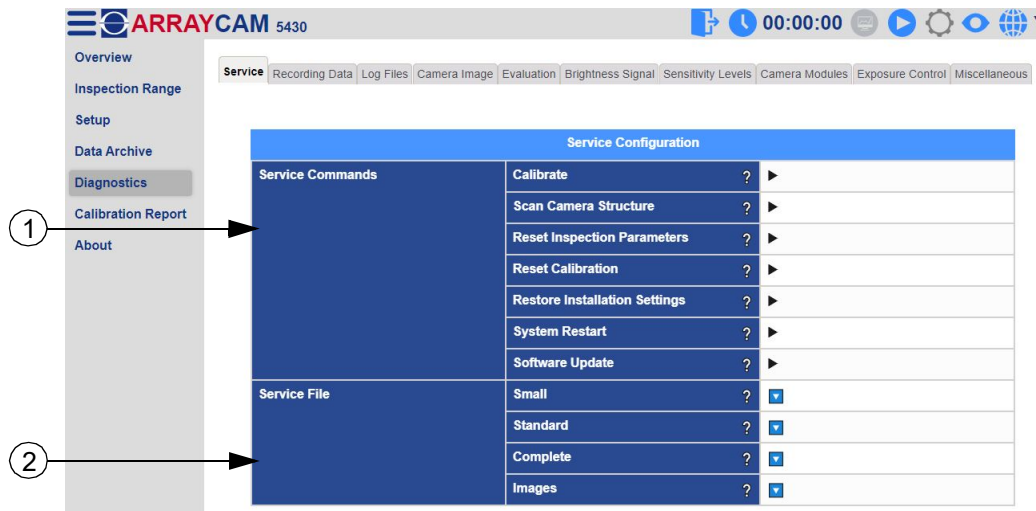 ARRAYCAM 5430
00:00:00
Overview
Inspection Range
Setup
Data Archive
Diagnostics
Calibration Report
About
Service Recording Data Log Files Camera Image Evaluation Brightness Signal Sensitivity Levels Camera Modules Exposure Control Miscellaneous
Service Configuration
Service Commands
Calibrate ?
Scan Camera Structure ?
Reset Inspection Parameters ?
Reset Calibration ?
Restore Installation Settings ?
System Restart ?
Software Update ?
Service File
Small ?
Standard ?
Complete ?
Images ?
1
2